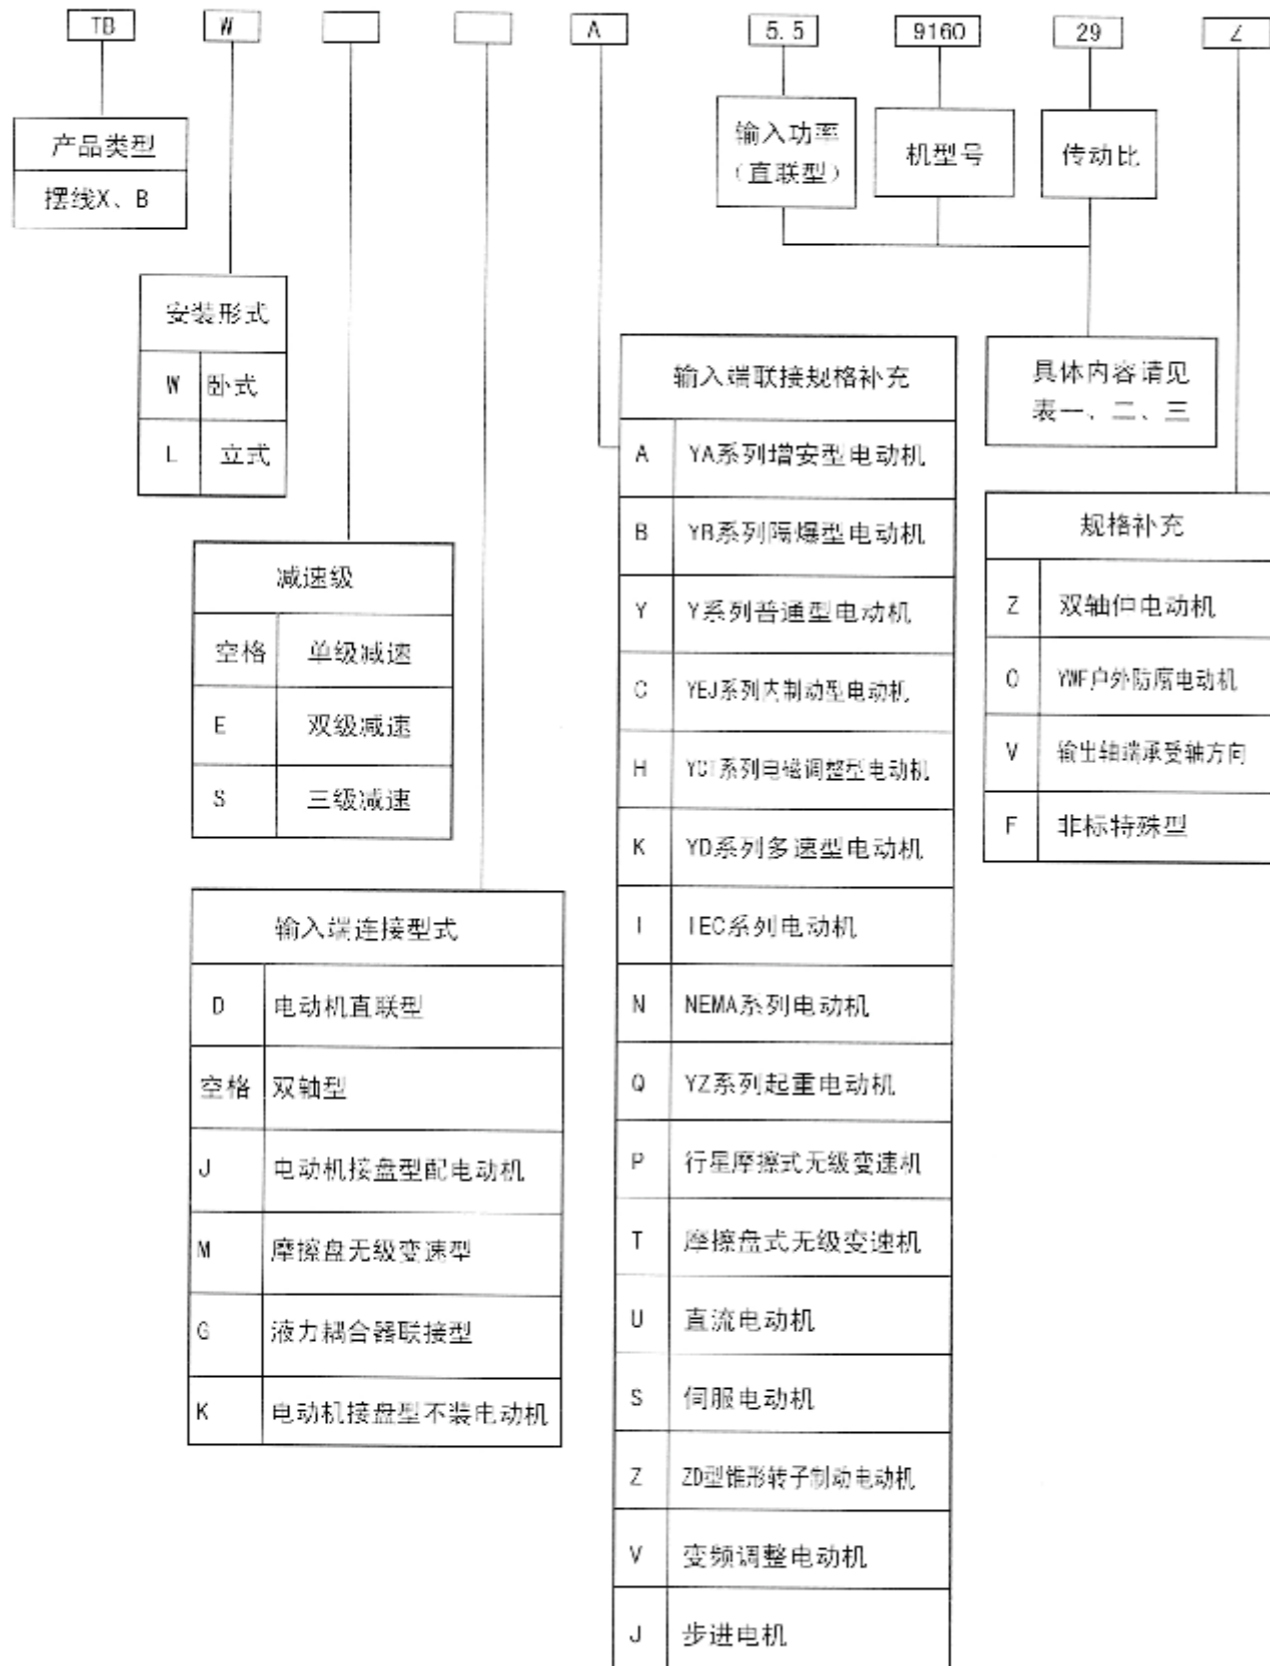 TB W A 5.5 9160 29 Z
产品类型
摆线X、B
输入功率
(直联型)
机型号
传动比
具体内容请见
表一、二、三
安装形式
W 卧式
L 立式
减速级
空格 单级减速
E 双级减速
S 三级减速
输入端连接型式
D 电动机直联型
空格 双轴型
J 电动机接盘型配电动机
M 摩擦盘无级变速型
G 液力耦合器联接型
K 电动机接盘型不装电动机
输入端联接规格补充
A YA系列增安型电动机
B YB系列隔爆型电动机
Y Y系列普通型电动机
C YEJ系列内制动型电动机
H YCT系列电磁调整型电动机
K YD系列多速型电动机
I IEC系列电动机
N NEMA系列电动机
Q YZ系列起重电动机
P 行星摩擦式无级变速机
T 摩擦盘式无级变速机
U 直流电动机
S 伺服电动机
Z ZD型锥形转子制动电动机
V 变频调整电动机
J 步进电机
规格补充
Z 双轴伸电动机
O YWF户外防腐电动机
V 输出轴端承受轴方向
F 非标特殊型